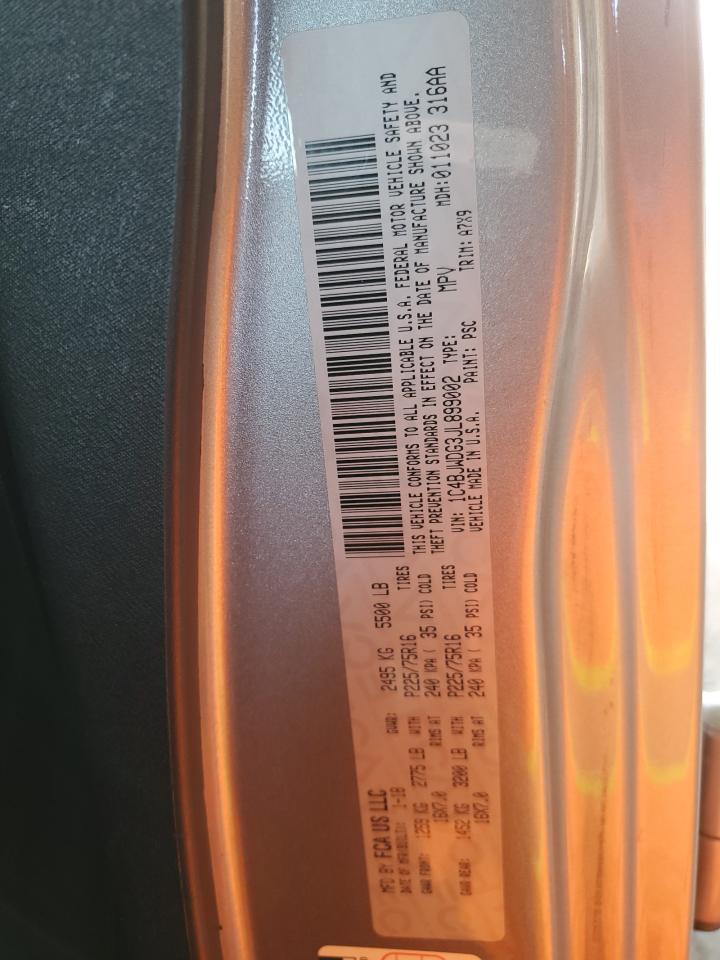 MFD BY FCA US LLC
DATE OF MFR(BUILT): 1-18 GVWR: 2495 KG 5500 LB
GAWR FRONT: 1259 KG 2775 LB WITH P225/75R16 TIRES
16X7.0 RIMS AT 240 KPA ( 35 PSI) COLD
GAWR REAR: 1452 KG 3200 LB WITH P225/75R16 TIRES
16X7.0 RIMS AT 240 KPA ( 35 PSI) COLD
THIS VEHICLE CONFORMS TO ALL APPLICABLE U.S.A. FEDERAL MOTOR VEHICLE SAFETY AND
THEFT PREVENTION STANDARDS IN EFFECT ON THE DATE OF MANUFACTURE SHOWN ABOVE.
VIN: 1C4BJWDG3JL899002 TYPE: MPV MDH:011023 316AA
VEHICLE MADE IN U.S.A. PAINT: PSC TRIM: A7X9